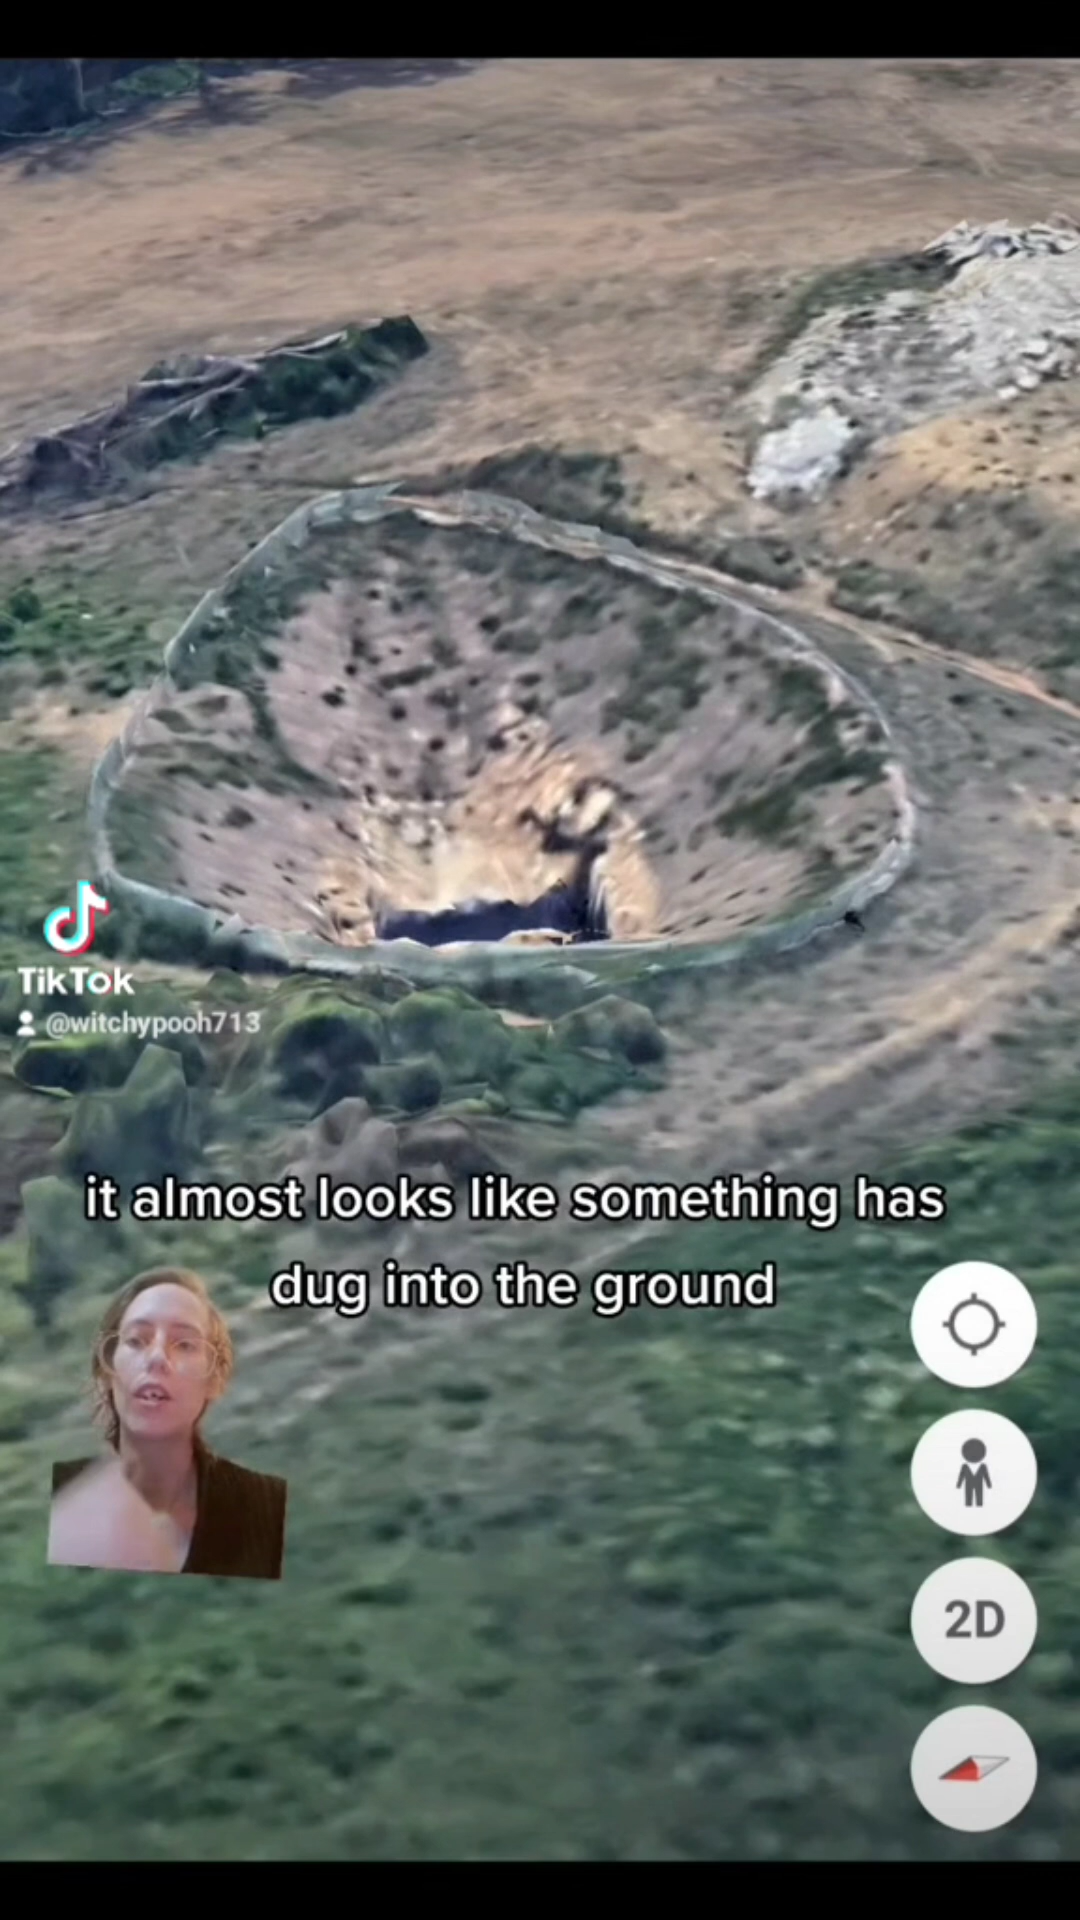 TikTok
@witchypooh713
it almost looks like something has
dug into the ground
2D